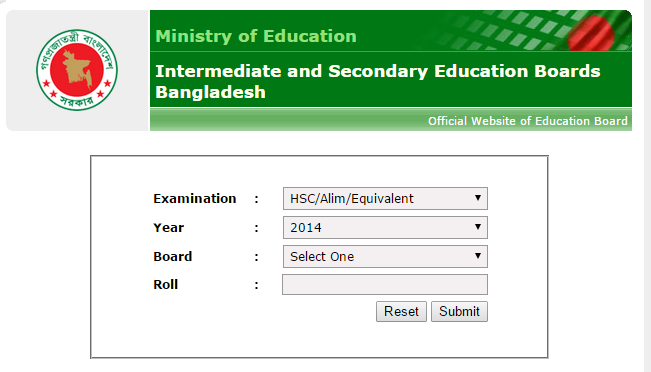 গণপ্রজাতন্ত্রী বাংলাদেশ
সরকার
Ministry of Education
Intermediate and Secondary Education Boards
Bangladesh
Official Website of Education Board
Examination : HSC/Alim/Equivalent
Year : 2014
Board : Select One
Roll :
Reset Submit